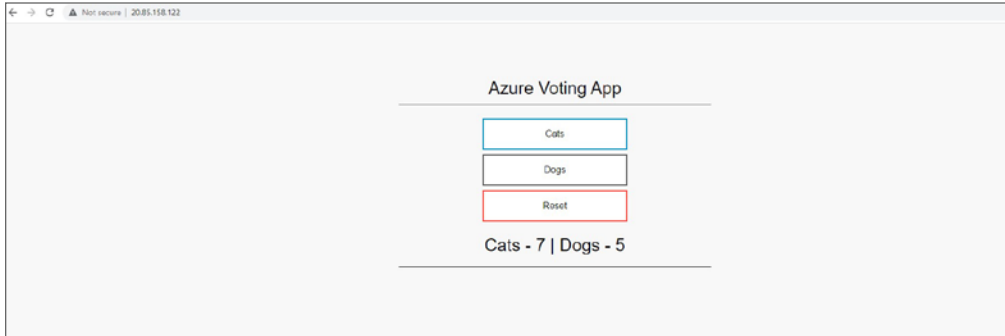 Not secure | 20.85.158.122
Azure Voting App
Cats
Dogs
Reset
Cats - 7 | Dogs - 5